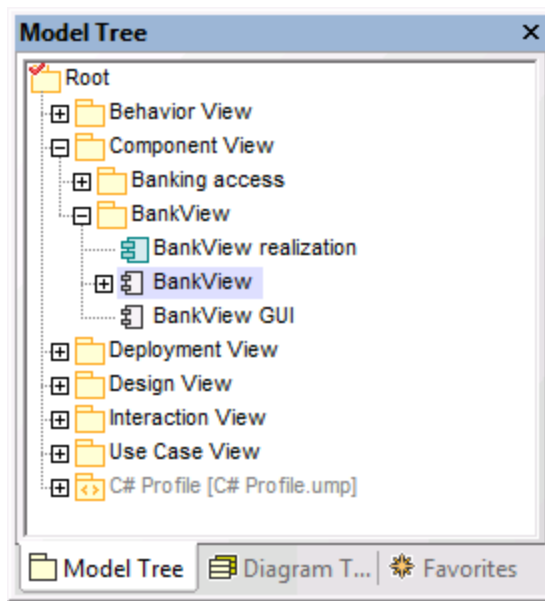 Model Tree
Root
Behavior View
Component View
Banking access
BankView
BankView realization
BankView
BankView GUI
Deployment View
Design View
Interaction View
Use Case View
C# Profile [C# Profile.ump]
Model Tree Diagram T... Favorites